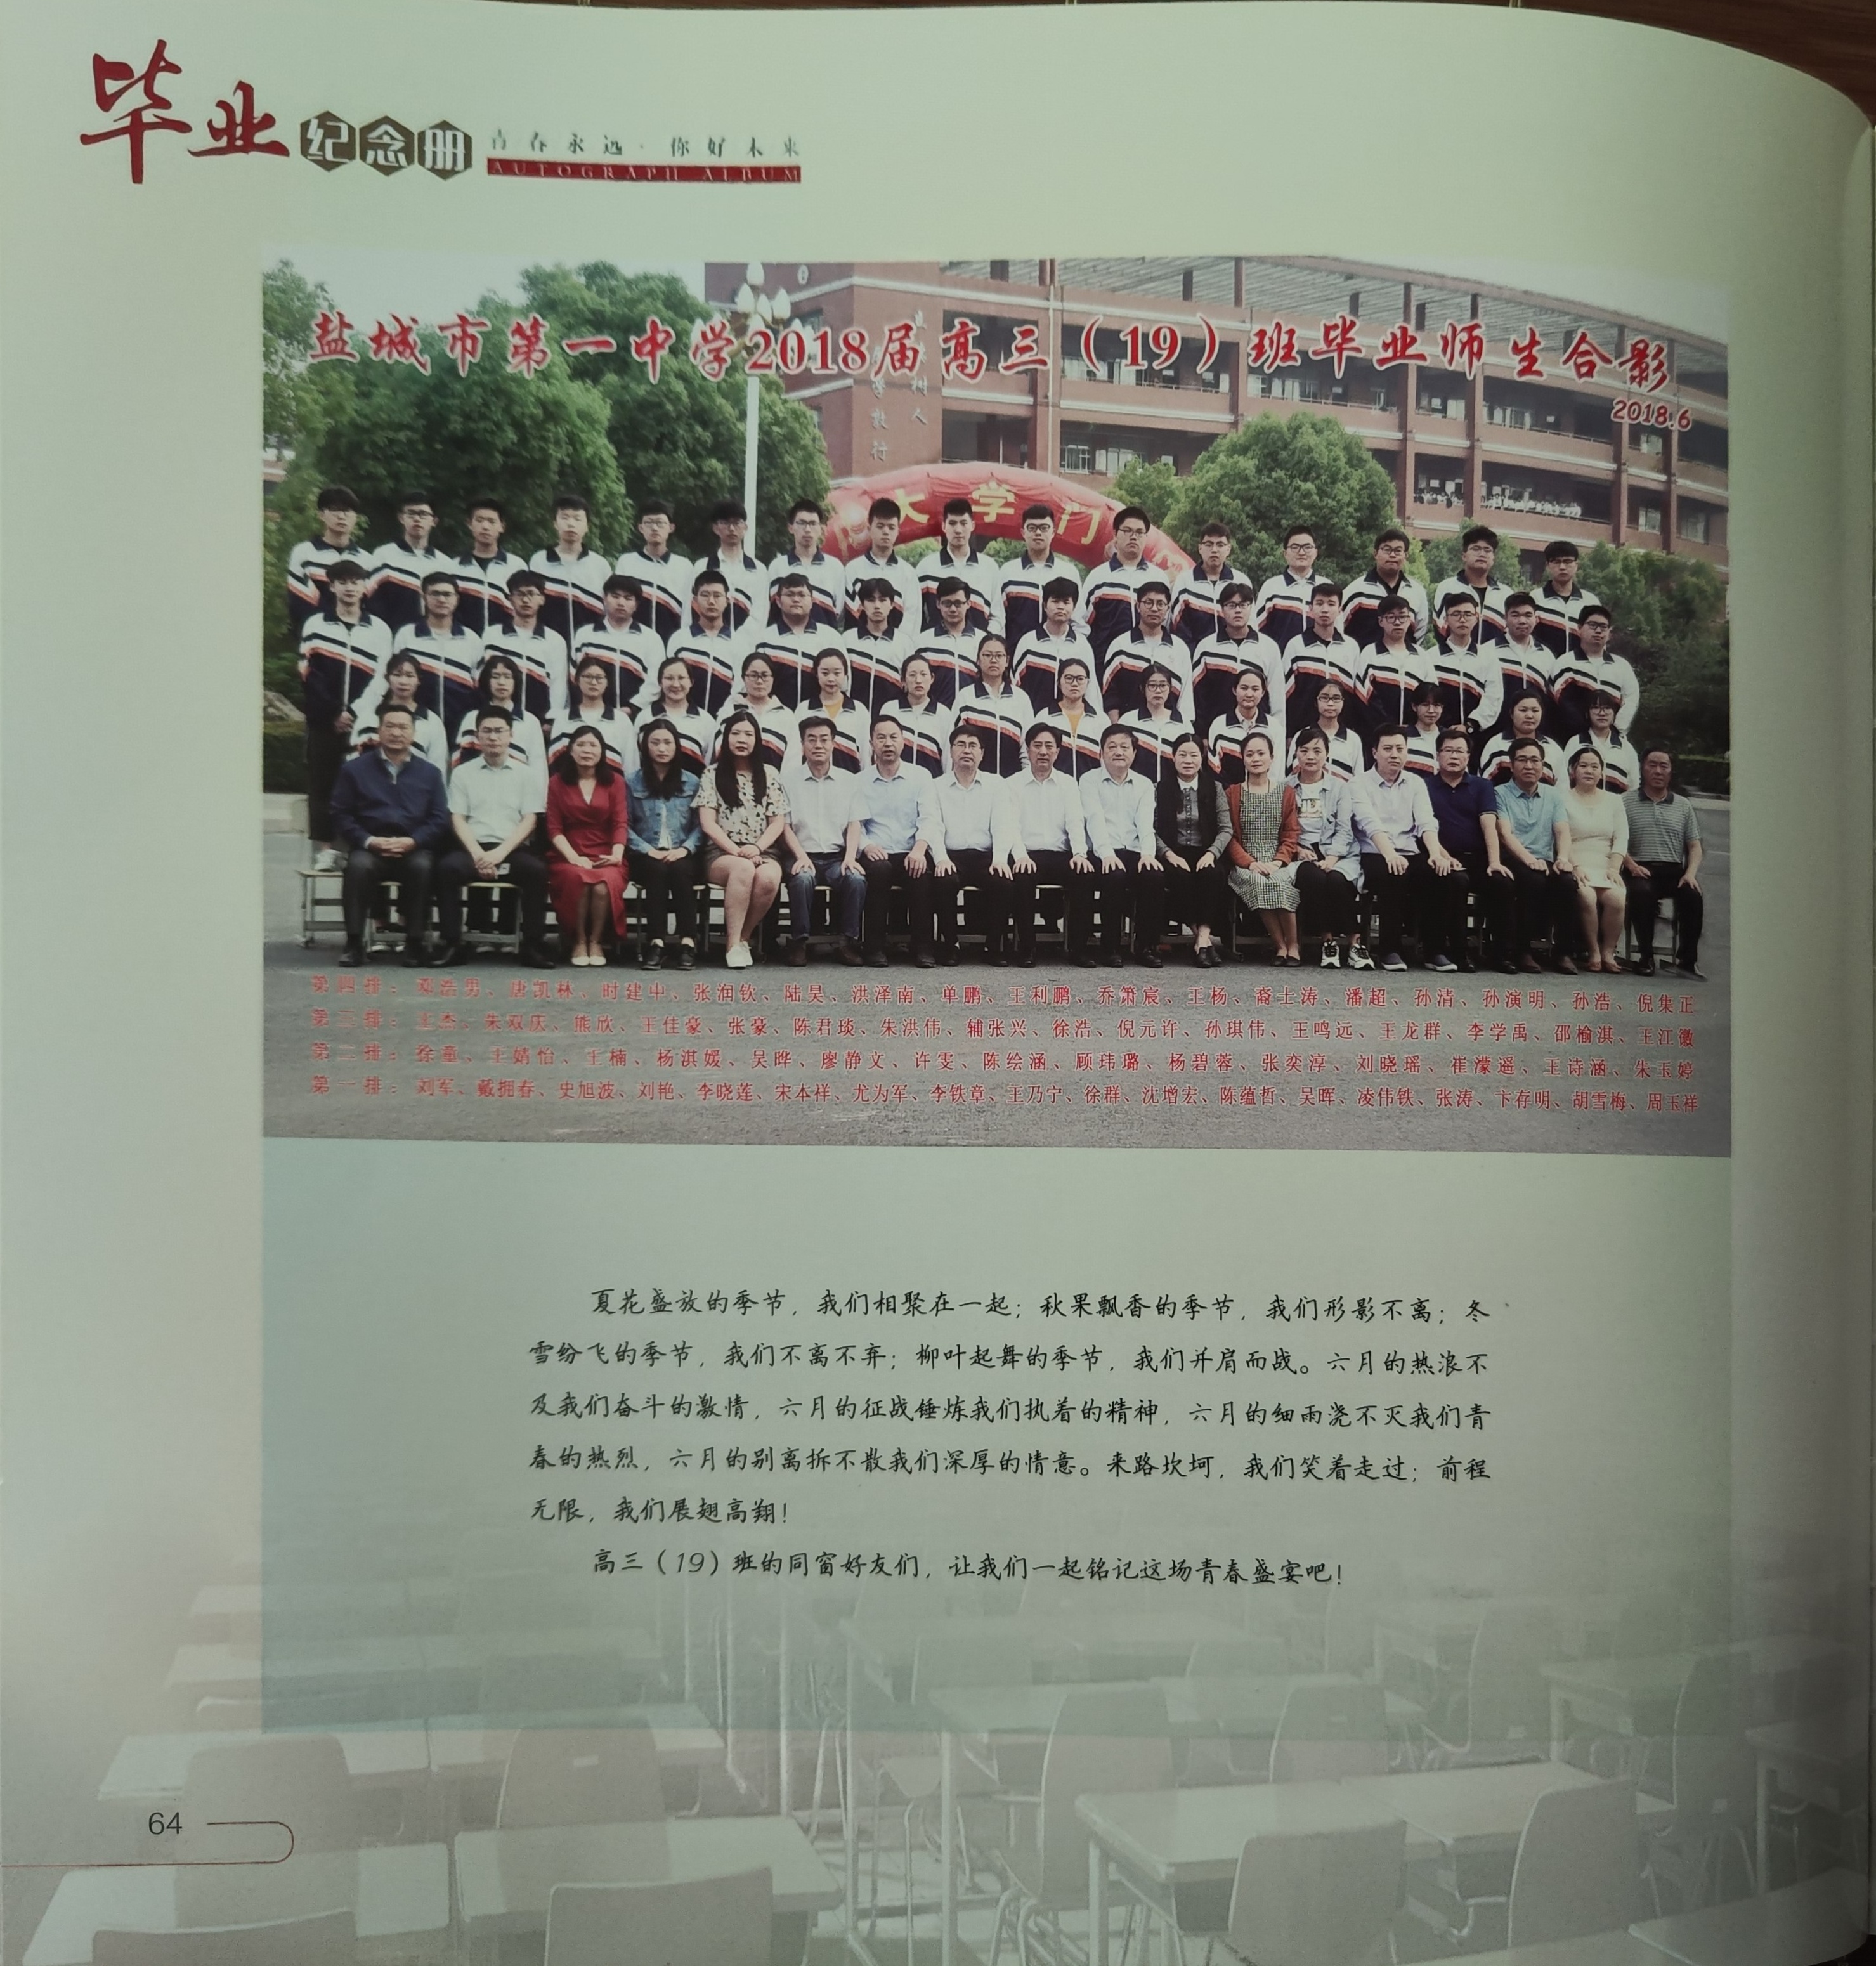 毕业纪念册
青春永远·你好未来
AUTOGRAPH ALBUM
盐城市第一中学2018届高三（19）班毕业师生合影
2018.6
树人
学敦行
大学门
第四排：邓浩男、唐凯林、时建中、张润钦、陆昊、洪泽南、单鹏、王利鹏、乔箫宸、王杨、裔士涛、潘超、孙清、孙演明、孙浩、倪集正
第三排：王杰、朱双庆、熊欣、王佳豪、张豪、陈君琰、朱洪伟、辅张兴、徐浩、倪元许、孙琪伟、王鸣远、王龙群、李学禹、邵榆淇、王江徽
第二排：徐童、王婧怡、王楠、杨淇媛、吴晔、廖静文、许雯、陈绘涵、顾玮璐、杨碧蓉、张奕淳、刘晓瑶、崔濛遥、王诗涵、朱玉婷
第一排：刘军、戴拥春、史旭波、刘艳、李晓莲、宋本祥、尤为军、李铁章、王乃宁、徐群、沈增宏、陈蕴哲、吴晖、凌伟铁、张涛、卞存明、胡雪梅、周玉祥
夏花盛放的季节，我们相聚在一起；秋果飘香的季节，我们形影不离；冬
雪纷飞的季节，我们不离不弃；柳叶起舞的季节，我们并肩而战。六月的热浪不
及我们奋斗的激情，六月的征战锤炼我们执着的精神，六月的细雨浇不灭我们青
春的热烈，六月的别离拆不散我们深厚的情意。来路坎坷，我们笑着走过；前程
无限，我们展翅高翔！
高三（19）班的同窗好友们，让我们一起铭记这场青春盛宴吧！
64